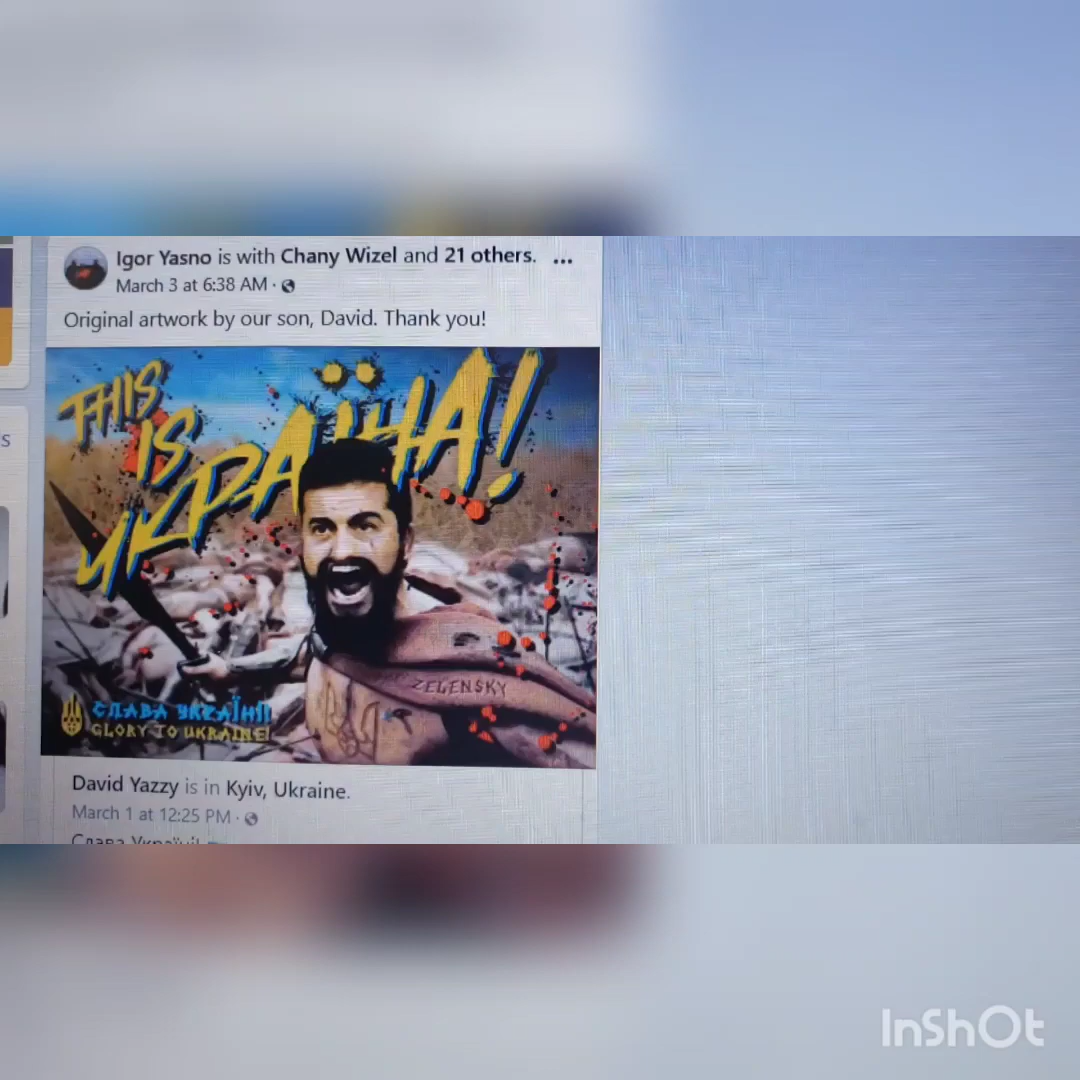 Igor Yasno is with Chany Wizel and 21 others. ...
March 3 at 6:38 AM ·
Original artwork by our son, David. Thank you!
THIS
IS
УКРАЇНА!
ZELENSKY
СЛАВА УКРАЇНІ!
GLORY TO UKRAINE!
David Yazzy is in Kyiv, Ukraine.
March 1 at 12:25 PM ·
Слава Україні!
S
InShOt